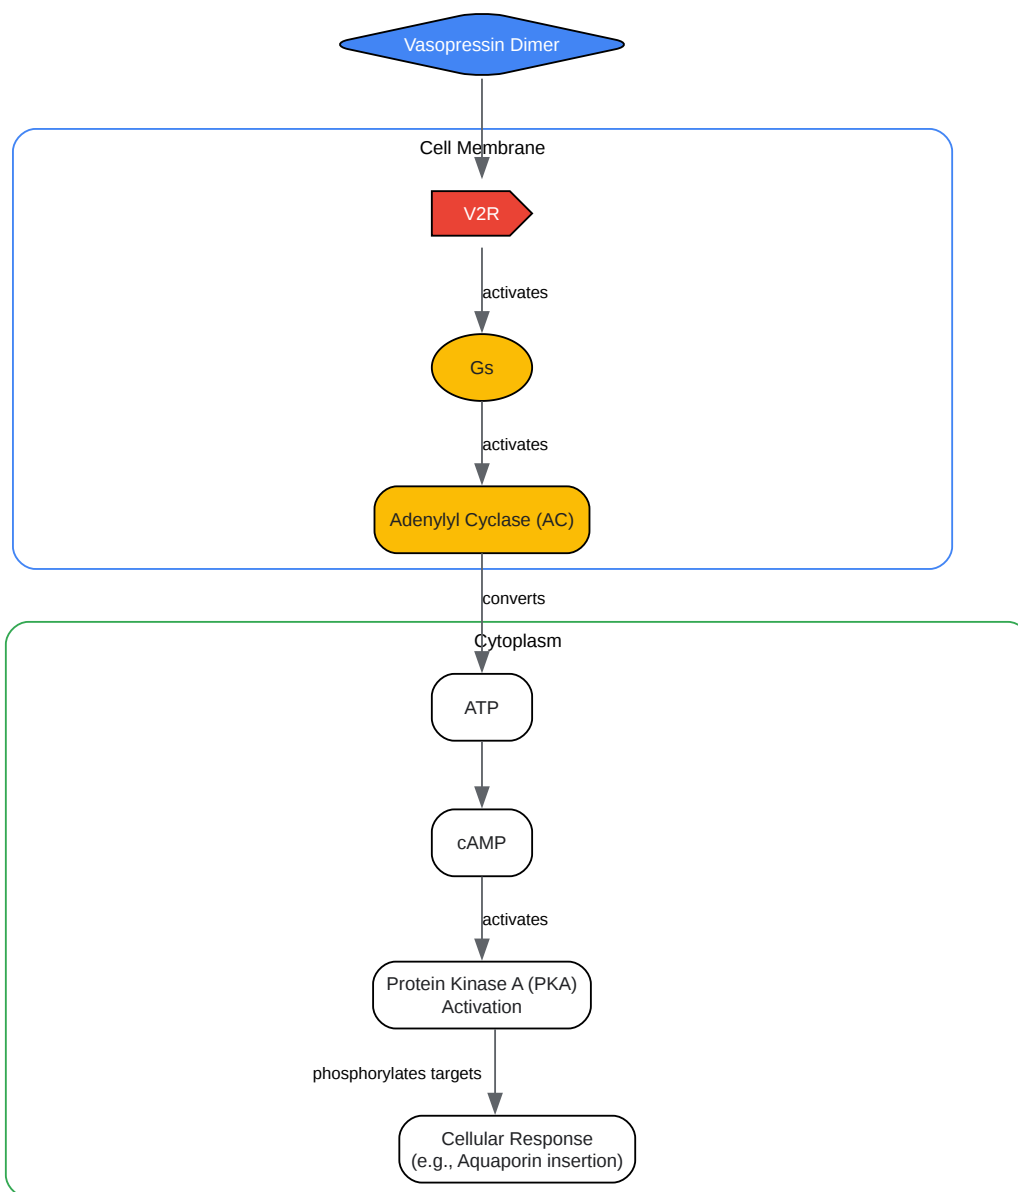 Vasopressin Dimer
Cell Membrane
V2R
activates
Gs
activates
Adenylyl Cyclase (AC)
converts
Cytoplasm
ATP
cAMP
activates
Protein Kinase A (PKA)
Activation
phosphorylates targets
Cellular Response
(e.g., Aquaporin insertion)